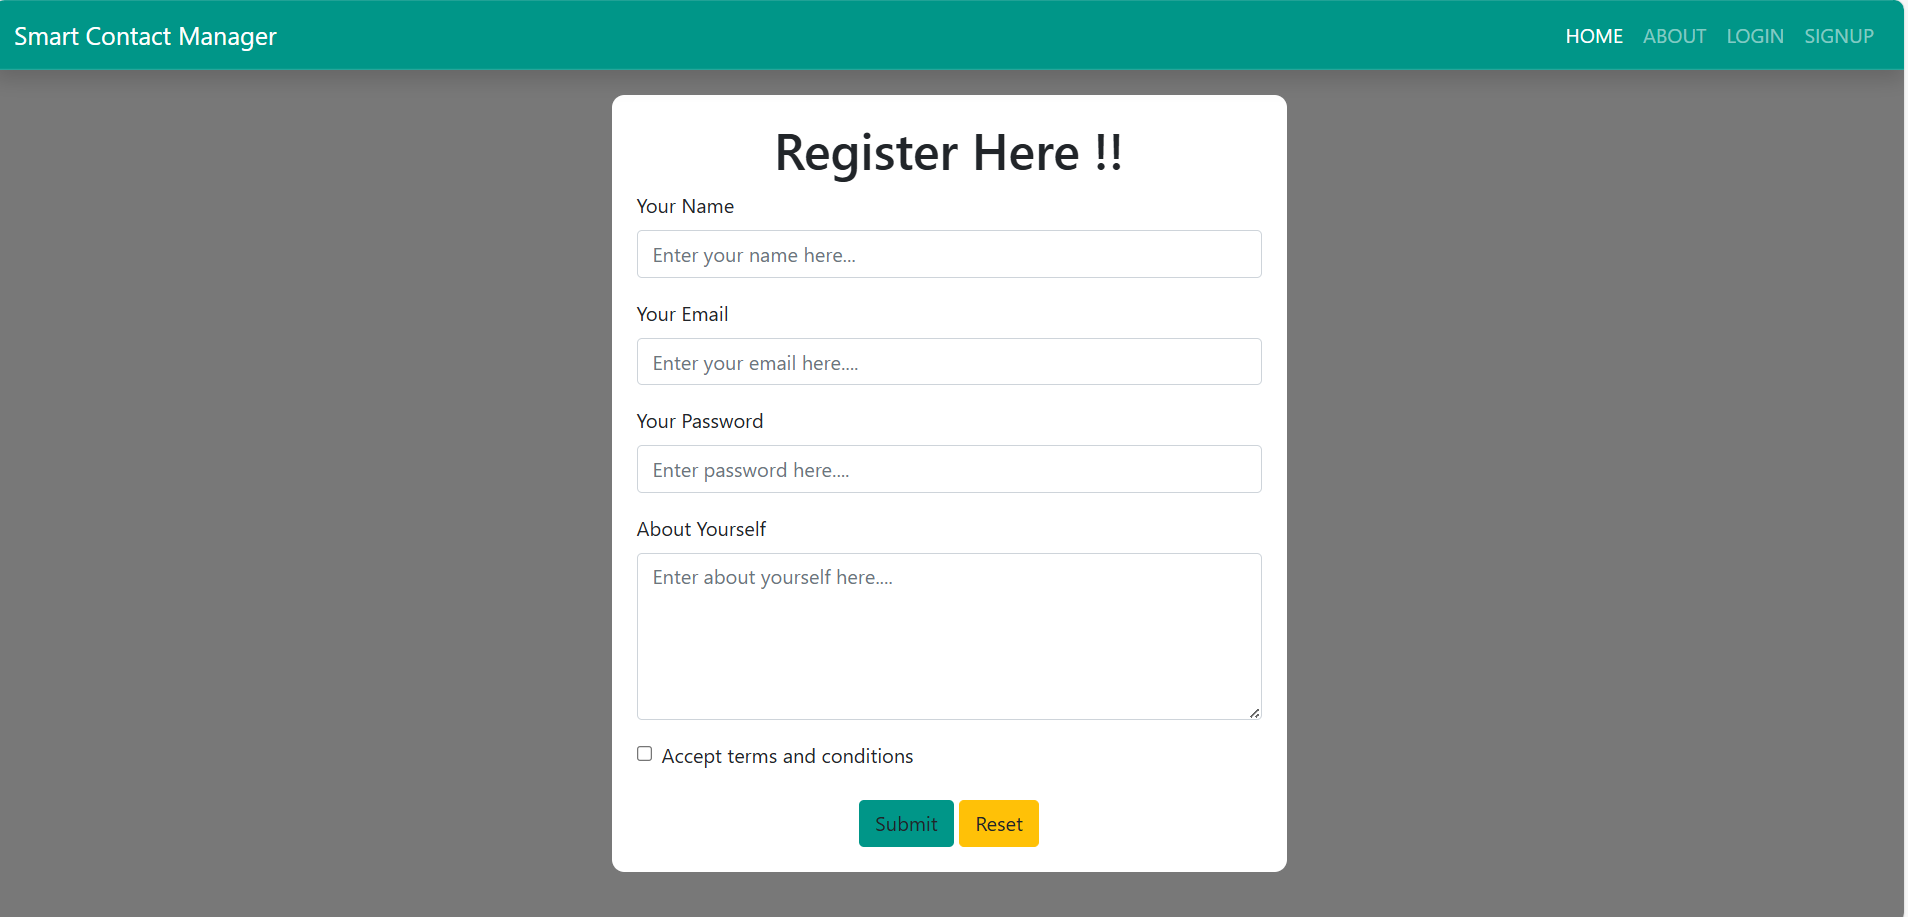 Smart Contact Manager HOME ABOUT LOGIN SIGNUP
Register Here !!
Your Name
Enter your name here...
Your Email
Enter your email here....
Your Password
Enter password here....
About Yourself
Enter about yourself here....
Accept terms and conditions
Submit Reset